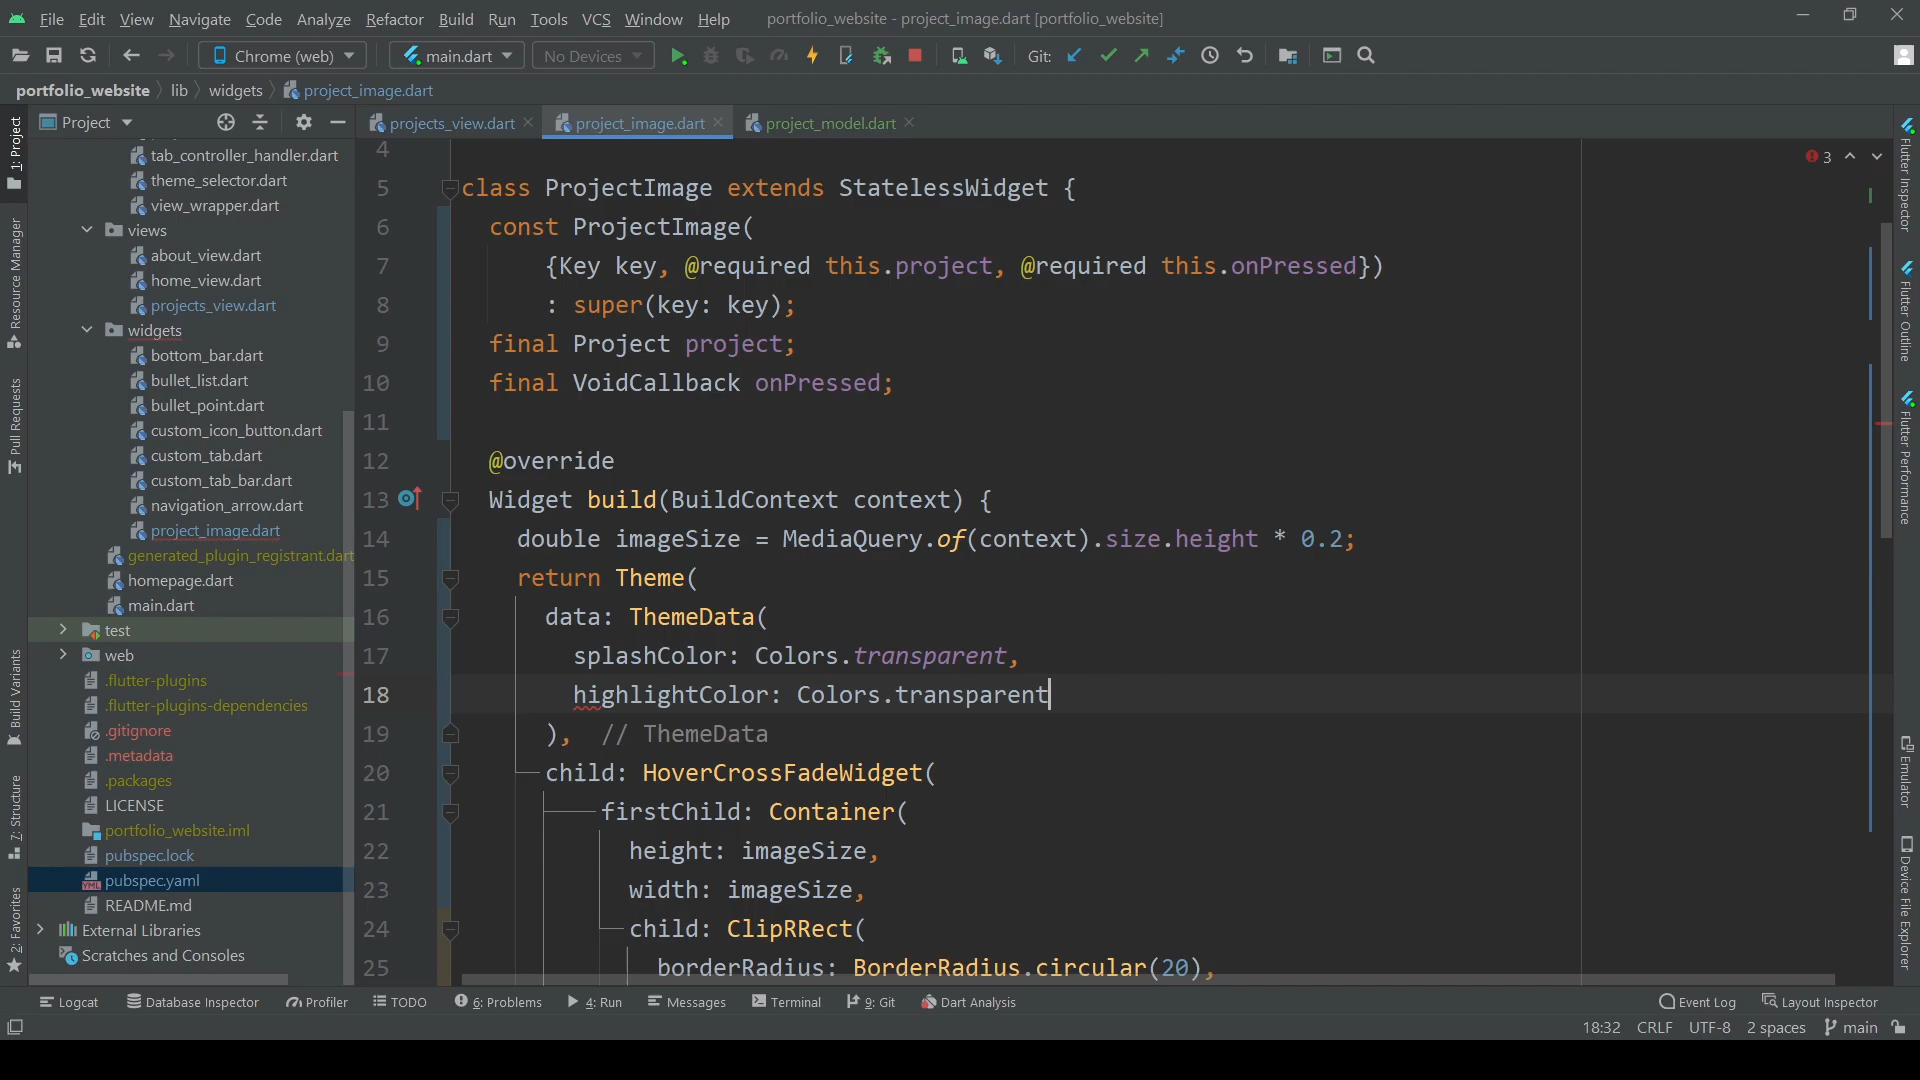 File Edit View Navigate Code Analyze Refactor Build Run Tools VCS Window Help portfolio_website - project_image.dart [portfolio_website]
Chrome (web) main.dart No Devices Git:
portfolio_website lib widgets project_image.dart
Project projects_view.dart project_image.dart project_model.dart
1: Project
Resource Manager
Pull Requests
Build Variants
7: Structure
2: Favorites
tab_controller_handler.dart
theme_selector.dart
view_wrapper.dart
views
about_view.dart
home_view.dart
projects_view.dart
widgets
bottom_bar.dart
bullet_list.dart
bullet_point.dart
custom_icon_button.dart
custom_tab.dart
custom_tab_bar.dart
navigation_arrow.dart
project_image.dart
generated_plugin_registrant.dart
homepage.dart
main.dart
test
web
.flutter-plugins
.flutter-plugins-dependencies
.gitignore
.metadata
.packages
LICENSE
portfolio_website.iml
pubspec.lock
pubspec.yaml
README.md
External Libraries
Scratches and Consoles
4
5 class ProjectImage extends StatelessWidget {
6 const ProjectImage(
7 {Key key, @required this.project, @required this.onPressed})
8 : super(key: key);
9 final Project project;
10 final VoidCallback onPressed;
11
12 @override
13 Widget build(BuildContext context) {
14 double imageSize = MediaQuery.of(context).size.height * 0.2;
15 return Theme(
16 data: ThemeData(
17 splashColor: Colors.transparent,
18 highlightColor: Colors.transparent
19 ), // ThemeData
20 child: HoverCrossFadeWidget(
21 firstChild: Container(
22 height: imageSize,
23 width: imageSize,
24 child: ClipRRect(
25 borderRadius: BorderRadius.circular(20),
3
Flutter Inspector
Flutter Outline
Flutter Performance
Emulator
Device File Explorer
Logcat Database Inspector Profiler TODO 6: Problems 4: Run Messages Terminal 9: Git Dart Analysis Event Log Layout Inspector
18:32 CRLF UTF-8 2 spaces main